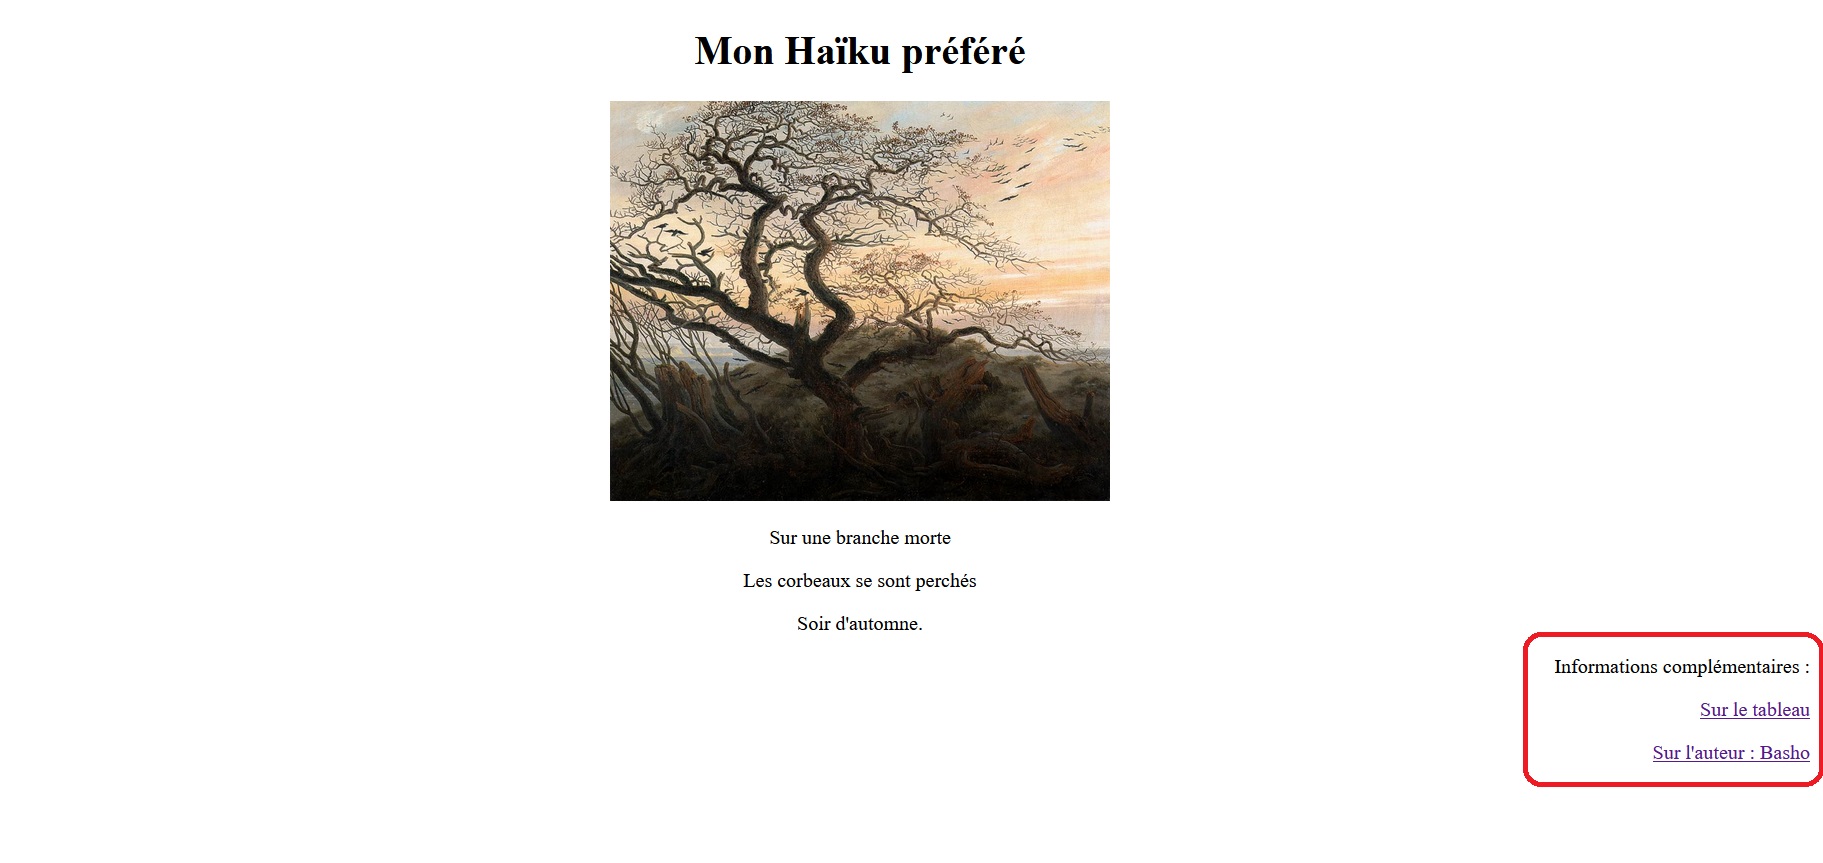 Mon Haïku préféré
Sur une branche morte
Les corbeaux se sont perchés
Soir d'automne.
Informations complémentaires :
Sur le tableau
Sur l'auteur : Basho